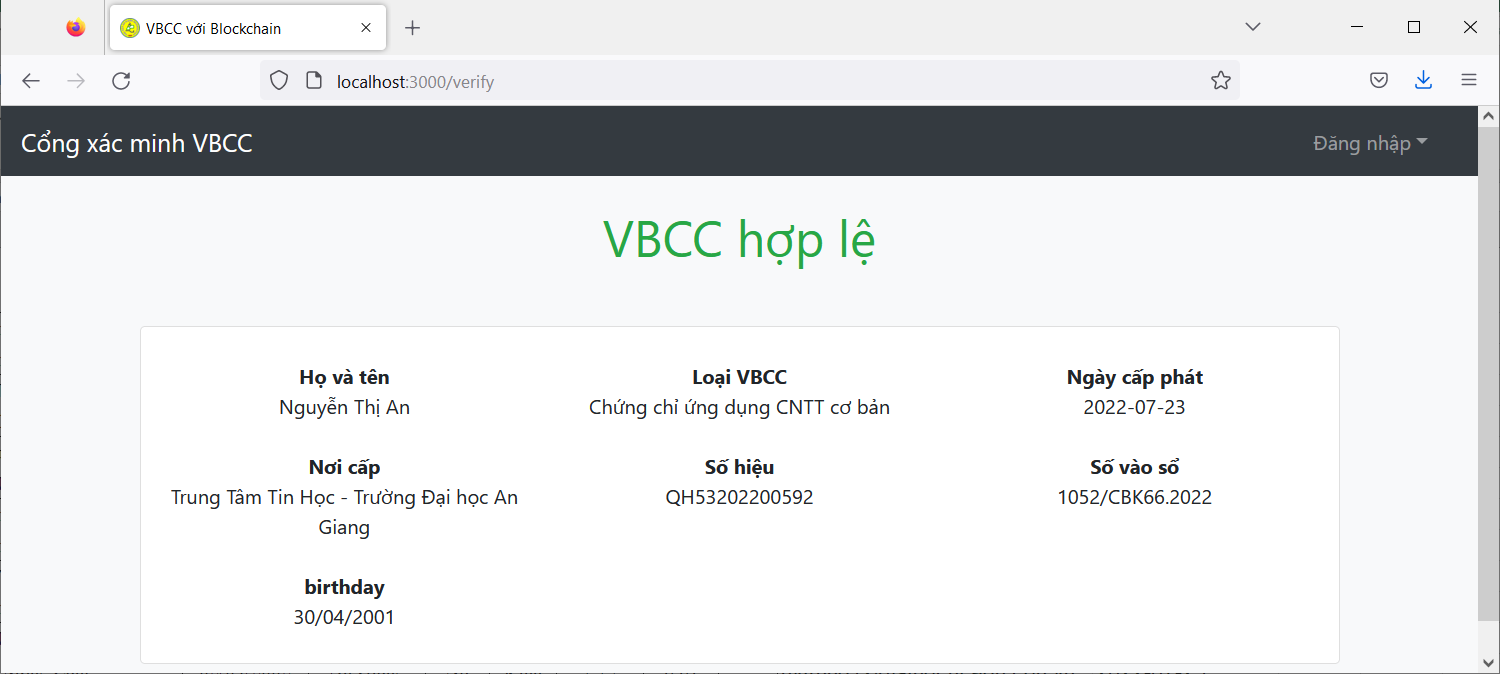 VBCC với Blockchain
localhost:3000/verify
Cổng xác minh VBCC
Đăng nhập
VBCC hợp lệ
Họ và tên
Nguyễn Thị An
Loại VBCC
Chứng chỉ ứng dụng CNTT cơ bản
Ngày cấp phát
2022-07-23
Nơi cấp
Trung Tâm Tin Học - Trường Đại học An
Giang
Số hiệu
QH53202200592
Số vào sổ
1052/CBK66.2022
birthday
30/04/2001